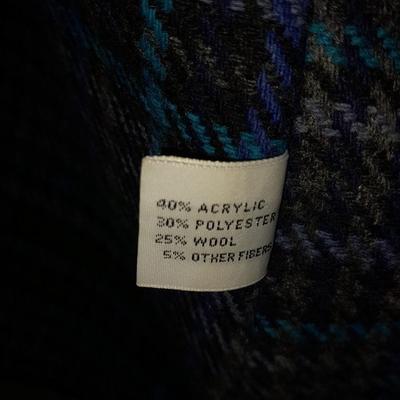 40% ACRYLIC
30% POLYESTER
25% WOOL
5% OTHER FIBERS